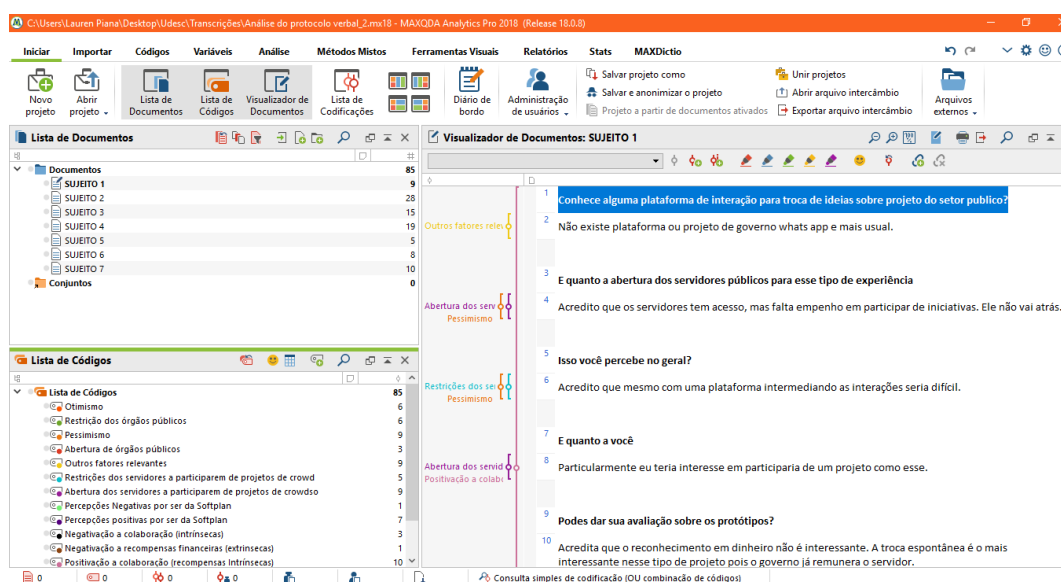 C:\Users\Lauren Piana\Desktop\Udesc\Transcrições\Análise do protocolo verbal_2.mx18 - MAXQDA Analytics Pro 2018 (Release 18.0.8)
Iniciar Importar Códigos Variáveis Análise Métodos Mistos Ferramentas Visuais Relatórios Stats MAXDictio
Novo projeto
Abrir projeto
Lista de Documentos
Lista de Códigos
Visualizador de Documentos
Lista de Codificações
Diário de bordo
Administração de usuários
Salvar projeto como
Salvar e anonimizar o projeto
Projeto a partir de documentos ativados
Unir projetos
Abrir arquivo intercâmbio
Exportar arquivo intercâmbio
Arquivos externos
Lista de Documentos
Documentos 85
SUJEITO 1 9
SUJEITO 2 28
SUJEITO 3 15
SUJEITO 4 19
SUJEITO 5 5
SUJEITO 6 8
SUJEITO 7 10
Conjuntos 0
Lista de Códigos
Lista de Códigos 85
Otimismo 6
Restrição dos órgãos públicos 6
Pessimismo 9
Abertura de órgãos públicos 3
Outros fatores relevantes 9
Restrições dos servidores a participarem de projetos de crowd 5
Abertura dos servidores a participarem de projetos de crowdso 9
Percepções Negativas por ser da Softplan 1
Percepções positivas por ser da Softplan 7
Negativação a colaboração (intrínsecas) 3
Negativação a recompensas financeiras (extrinsecas) 1
Positivação a colaboração (recompensas Intrínsecas) 10
Visualizador de Documentos: SUJEITO 1
1 Conhece alguma plataforma de interação para troca de ideias sobre projeto do setor publico?
Outros fatores relev
2 Não existe plataforma ou projeto de governo whats app e mais usual.
3 E quanto a abertura dos servidores públicos para esse tipo de experiência
Abertura dos serv
Pessimismo
4 Acredito que os servidores tem acesso, mas falta empenho em participar de iniciativas. Ele não vai atrás.
5 Isso você percebe no geral?
Restrições dos ser
Pessimismo
6 Acredito que mesmo com uma plataforma intermediando as interações seria difícil.
7 E quanto a você
Abertura dos servid
Positivação a colabo
8 Particularmente eu teria interesse em participaria de um projeto como esse.
9 Podes dar sua avaliação sobre os protótipos?
10 Acredita que o reconhecimento em dinheiro não é interessante. A troca espontânea é o mais
interessante nesse tipo de projeto pois o governo já remunera o servidor.
0 0 0 0
Consulta simples de codificação (OU combinação de códigos)